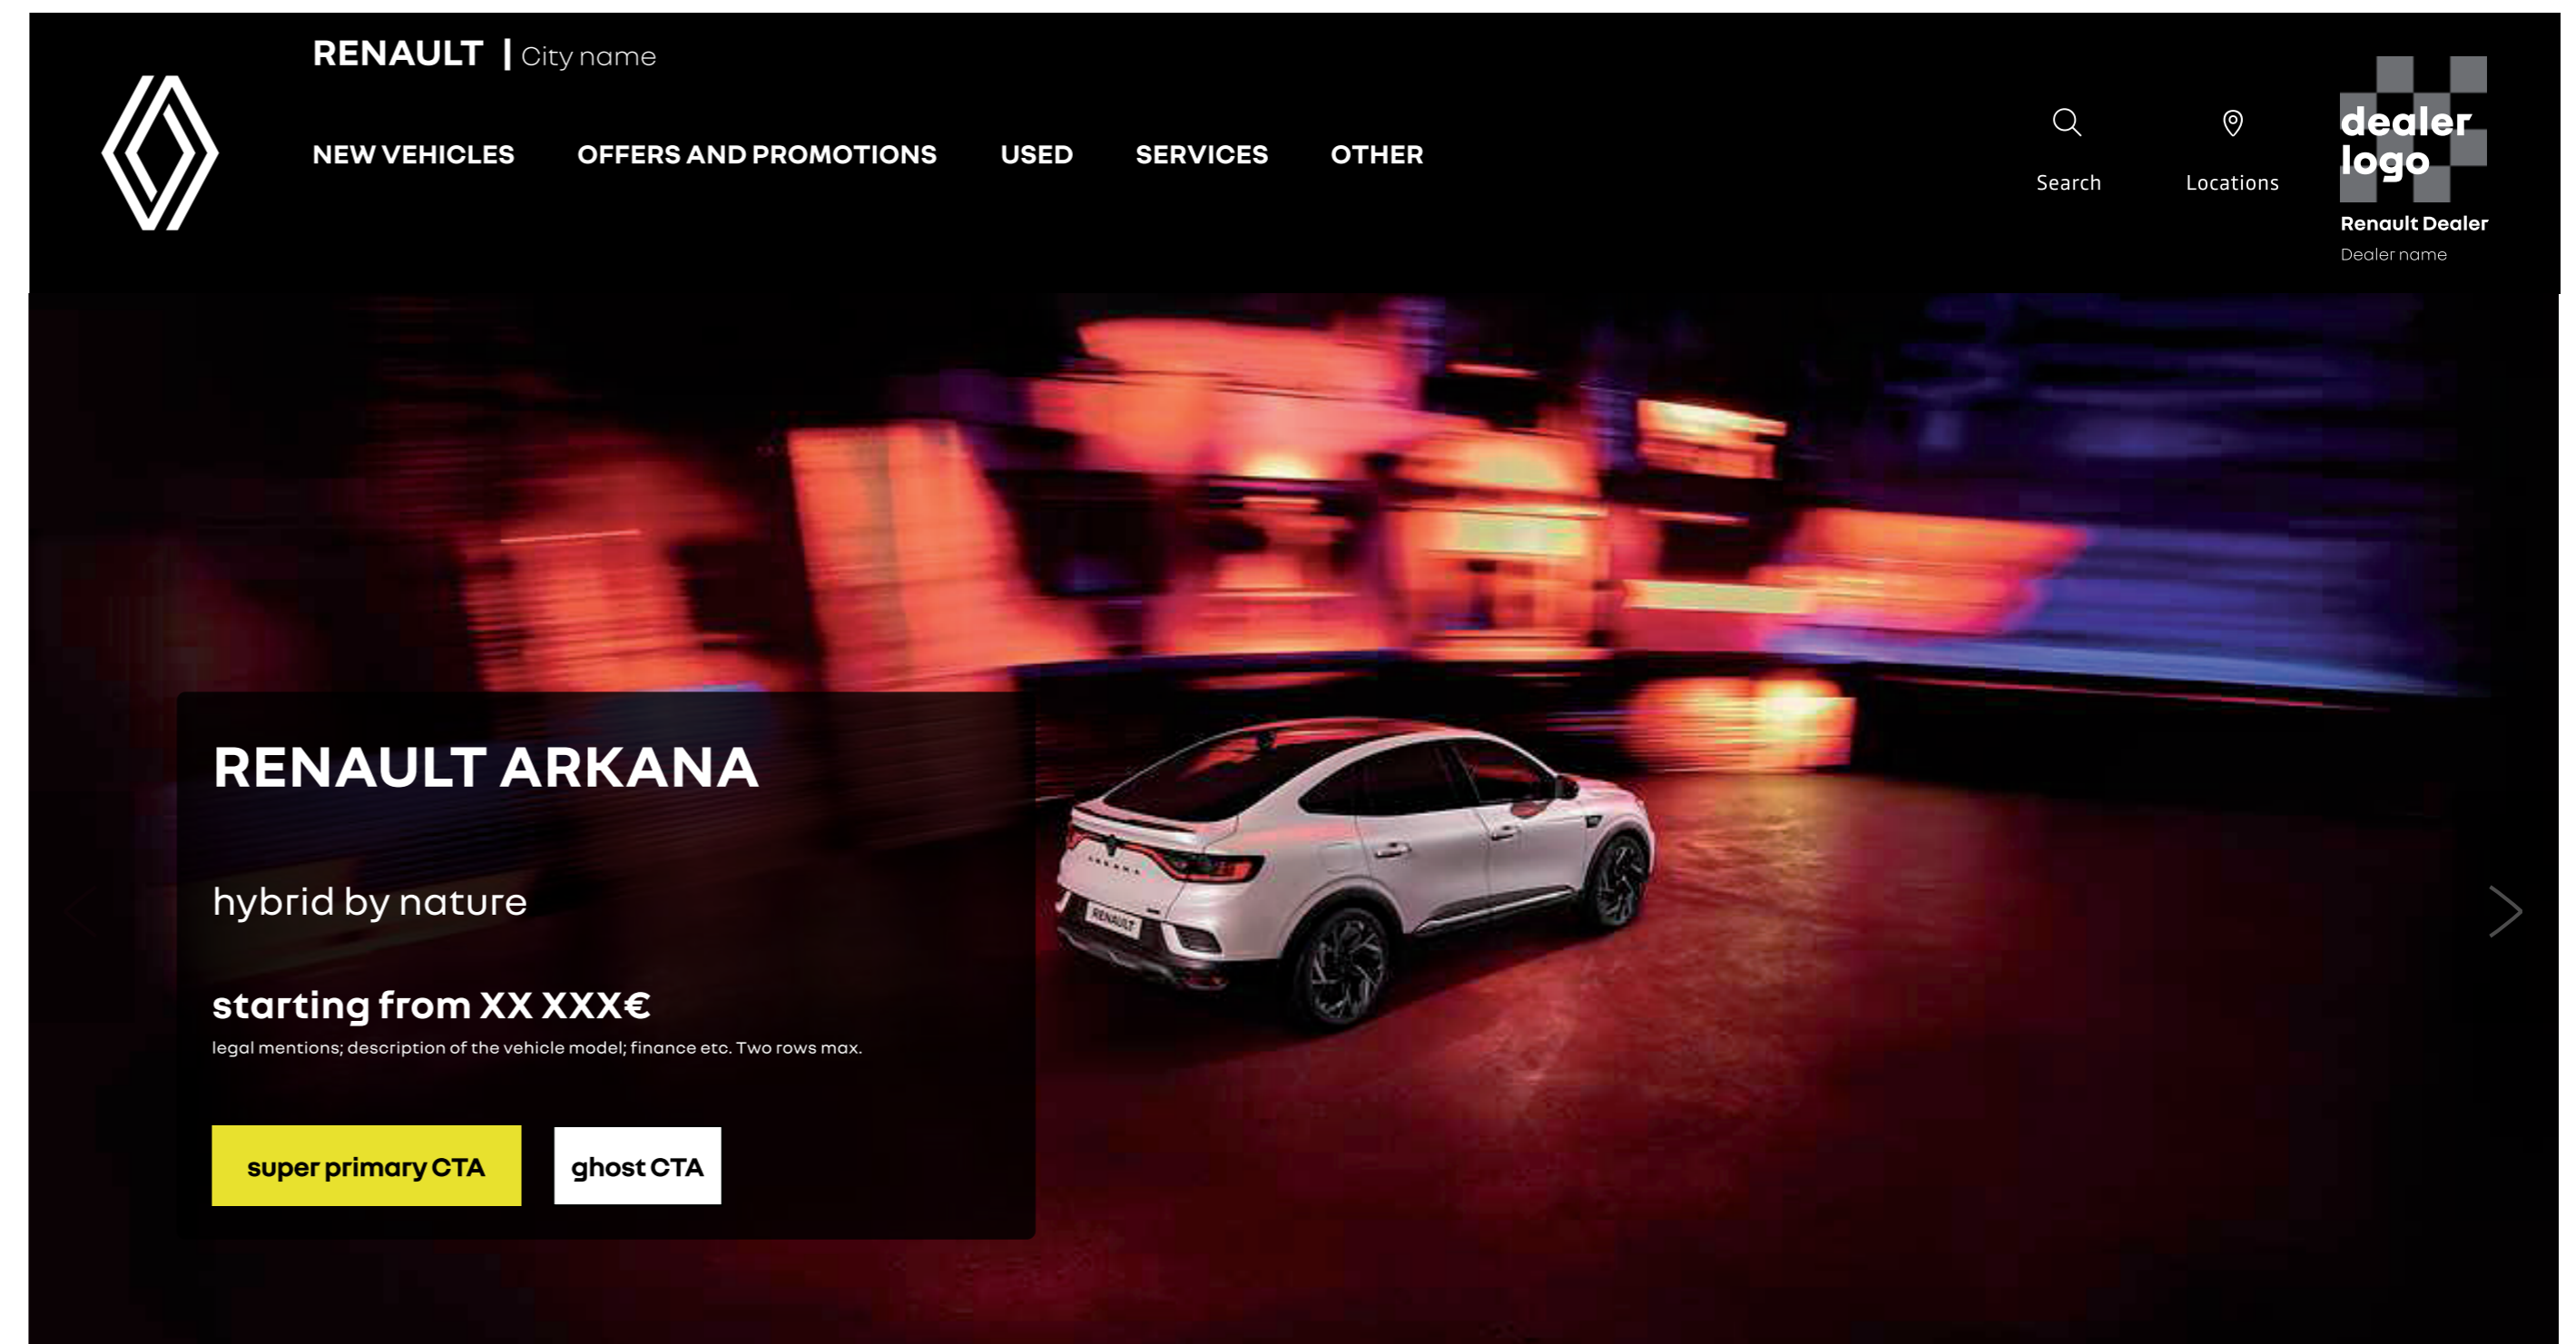 RENAULT | City name
NEW VEHICLES OFFERS AND PROMOTIONS USED SERVICES OTHER
Search Locations
dealer
logo
Renault Dealer
Dealer name
RENAULT ARKANA
hybrid by nature
starting from XX XXX€
legal mentions; description of the vehicle model; finance etc. Two rows max.
super primary CTA ghost CTA
ARKANA
RENAULT